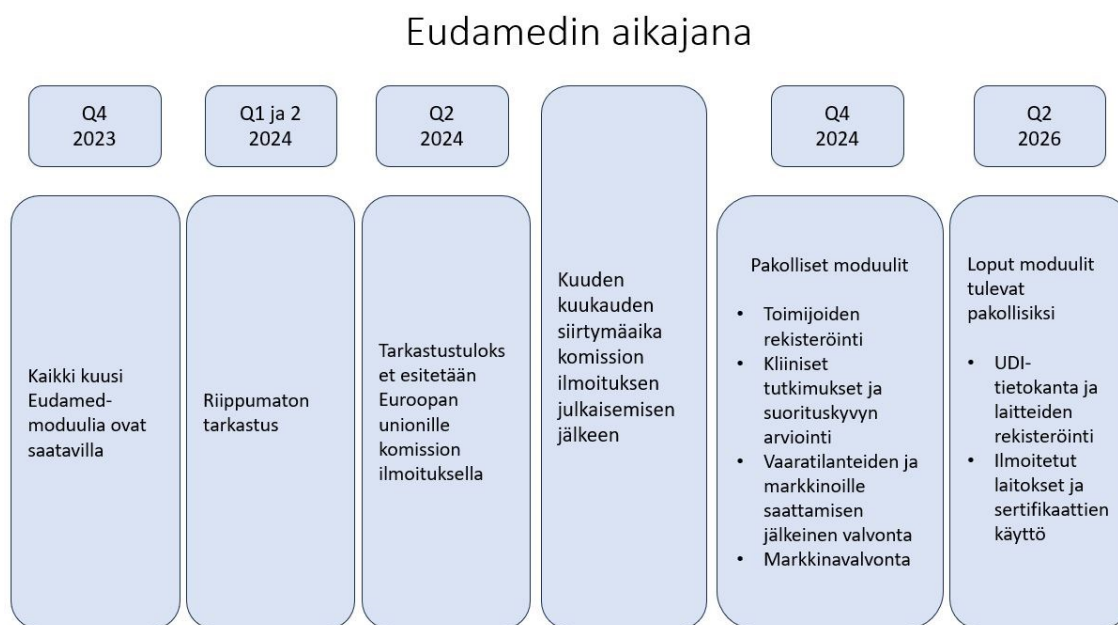 Eudamedin aikajana
Q4
2023
Q1 ja 2
2024
Q2
2024
Q4
2024
Q2
2026
Kaikki kuusi
Eudamed-
moduulia ovat
saatavilla
Riippumaton
tarkastus
Tarkastustuloks
et esitetään
Euroopan
unionille
komission
ilmoituksella
Kuuden
kuukauden
siirtymäaika
komission
ilmoituksen
julkaisemisen
jälkeen
Pakolliset moduulit
• Toimijoiden
rekisteröinti
• Kliiniset
tutkimukset ja
suorituskyvyn
arviointi
• Vaaratilanteiden ja
markkinoille
saattamisen
jälkeinen valvonta
• Markkinavalvonta
Loput moduulit
tulevat
pakollisiksi
• UDI-
tietokanta ja
laitteiden
rekisteröinti
• Ilmoitetut
laitokset ja
sertifikaattien
käyttö